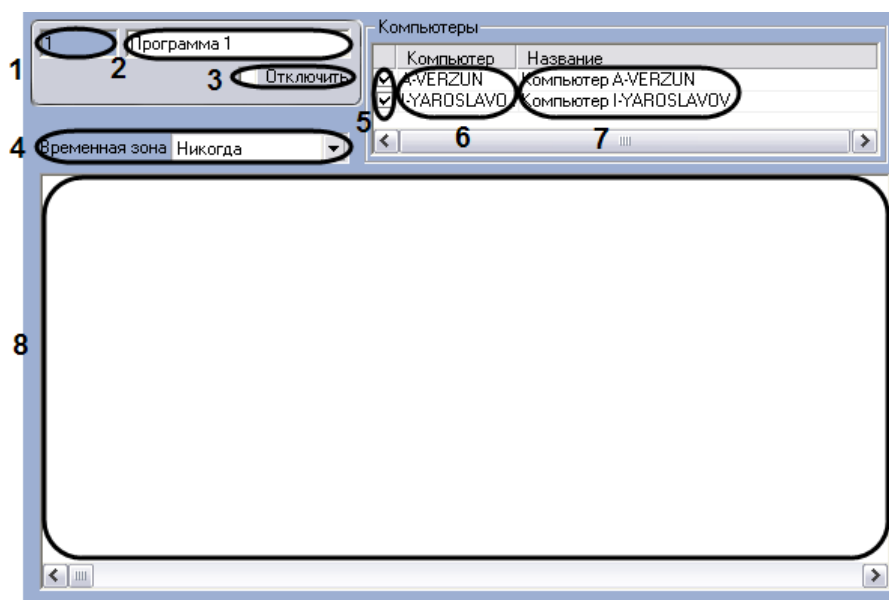 Компьютеры
1 Программа 1
1 2
3 Отключить
Компьютер Название
A-VERZUN Компьютер A-VERZUN
I-YAROSLAVO Компьютер I-YAROSLAVOV
5 6 7
4 Временная зона Никогда
8